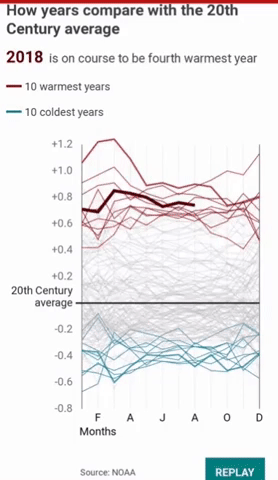 How years compare with the 20th
Century average
2018 is on course to be fourth warmest year
10 warmest years
10 coldest years
+1.2
+1.0
+0.8
+0.6
+0.4
+0.2
20th Century
average
-0.2
-0.4
-0.6
-0.8
F A J A O D
Months
Source: NOAA
REPLAY